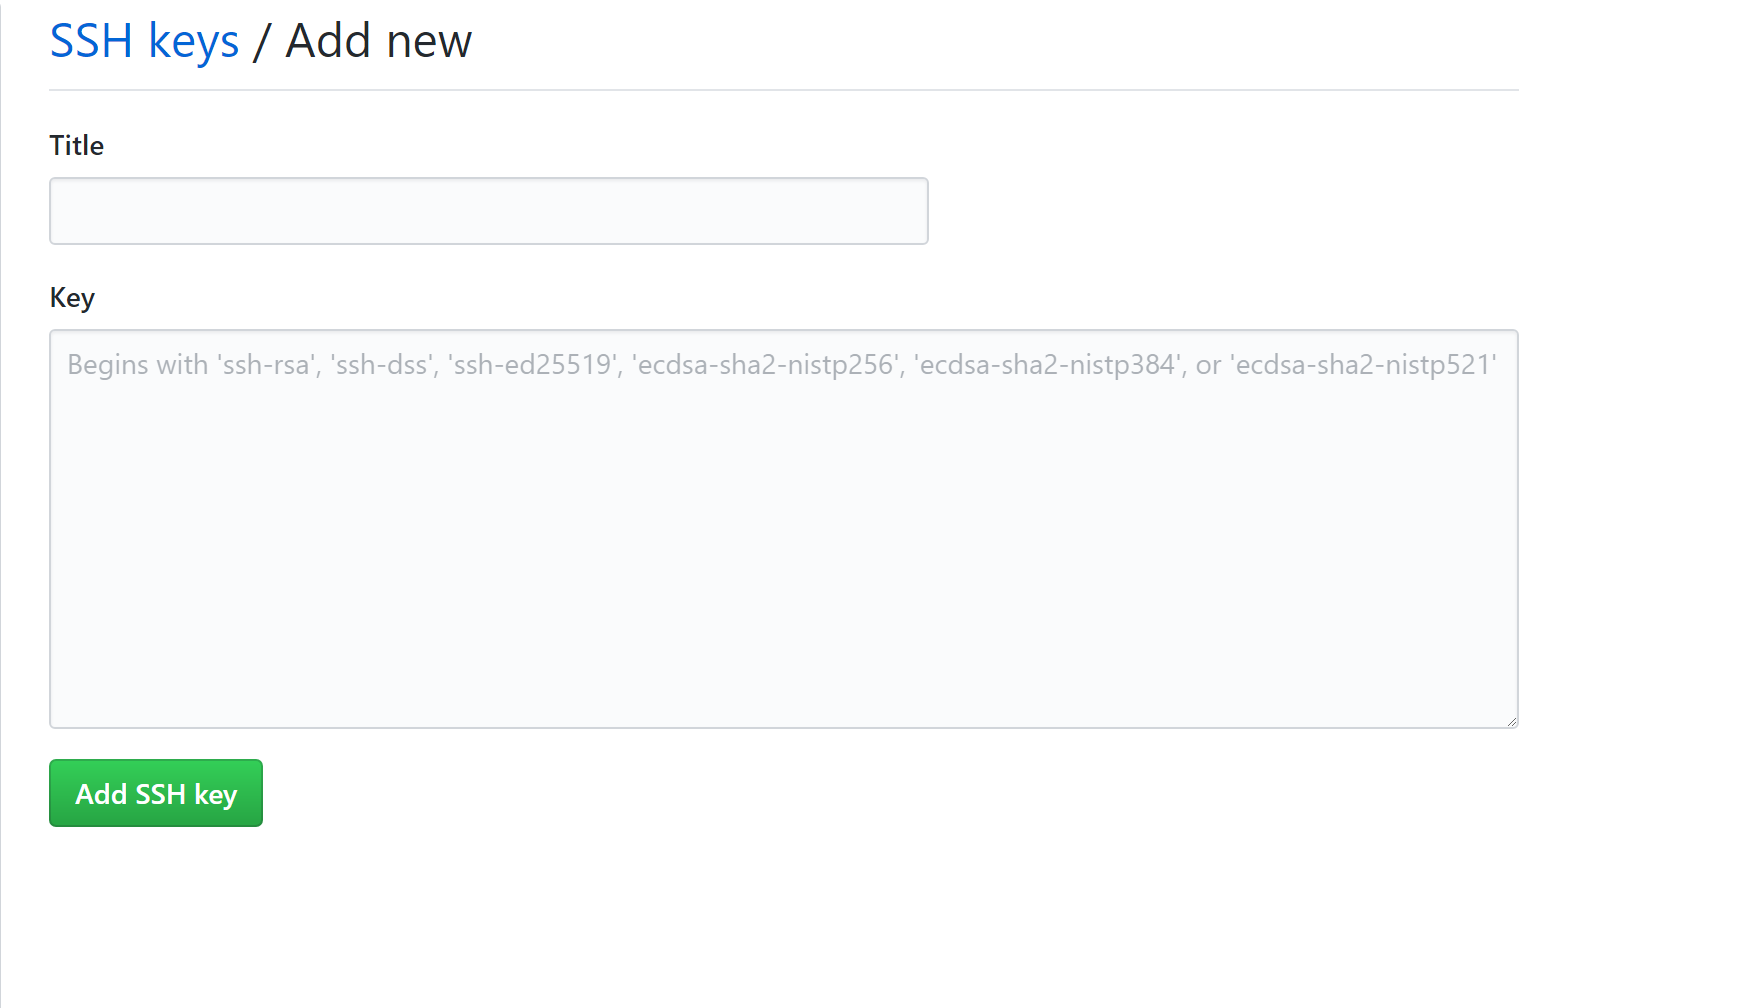 SSH keys / Add new
Title
Key
Begins with 'ssh-rsa', 'ssh-dss', 'ssh-ed25519', 'ecdsa-sha2-nistp256', 'ecdsa-sha2-nistp384', or 'ecdsa-sha2-nistp521'
Add SSH key